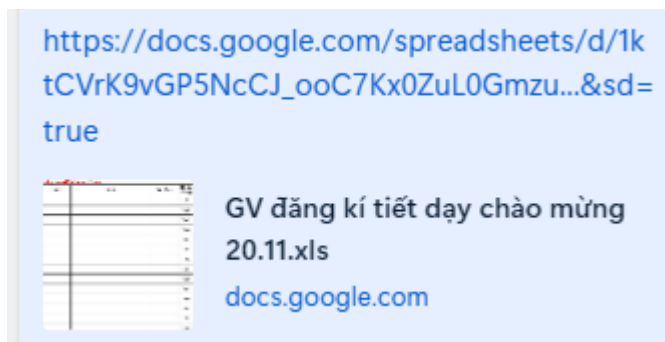 https://docs.google.com/spreadsheets/d/1k
tCVrK9vGP5NcCJ_ooC7Kx0ZuL0Gmzu...&sd=
true
GV đăng kí tiết dạy chào mừng
20.11.xls
docs.google.com